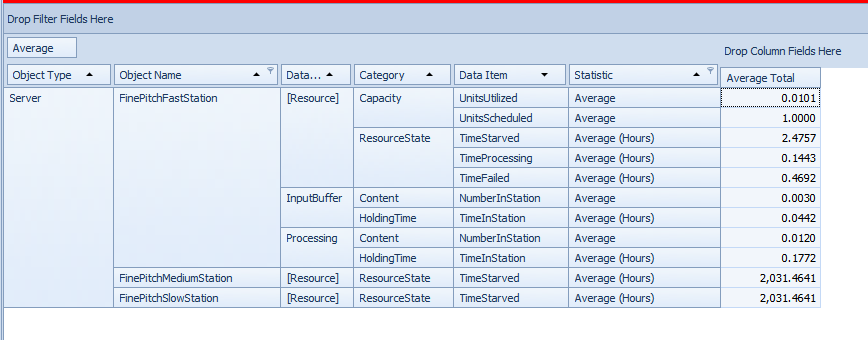 Drop Filter Fields Here
Average
Drop Column Fields Here
Object Type Object Name Data... Category Data Item Statistic Average Total
Server FinePitchFastStation [Resource] Capacity UnitsUtilized Average 0.0101
UnitsScheduled Average 1.0000
ResourceState TimeStarved Average (Hours) 2.4757
TimeProcessing Average (Hours) 0.1443
TimeFailed Average (Hours) 0.4692
InputBuffer Content NumberInStation Average 0.0030
HoldingTime TimeInStation Average (Hours) 0.0442
Processing Content NumberInStation Average 0.0120
HoldingTime TimeInStation Average (Hours) 0.1772
FinePitchMediumStation [Resource] ResourceState TimeStarved Average (Hours) 2,031.4641
FinePitchSlowStation [Resource] ResourceState TimeStarved Average (Hours) 2,031.4641